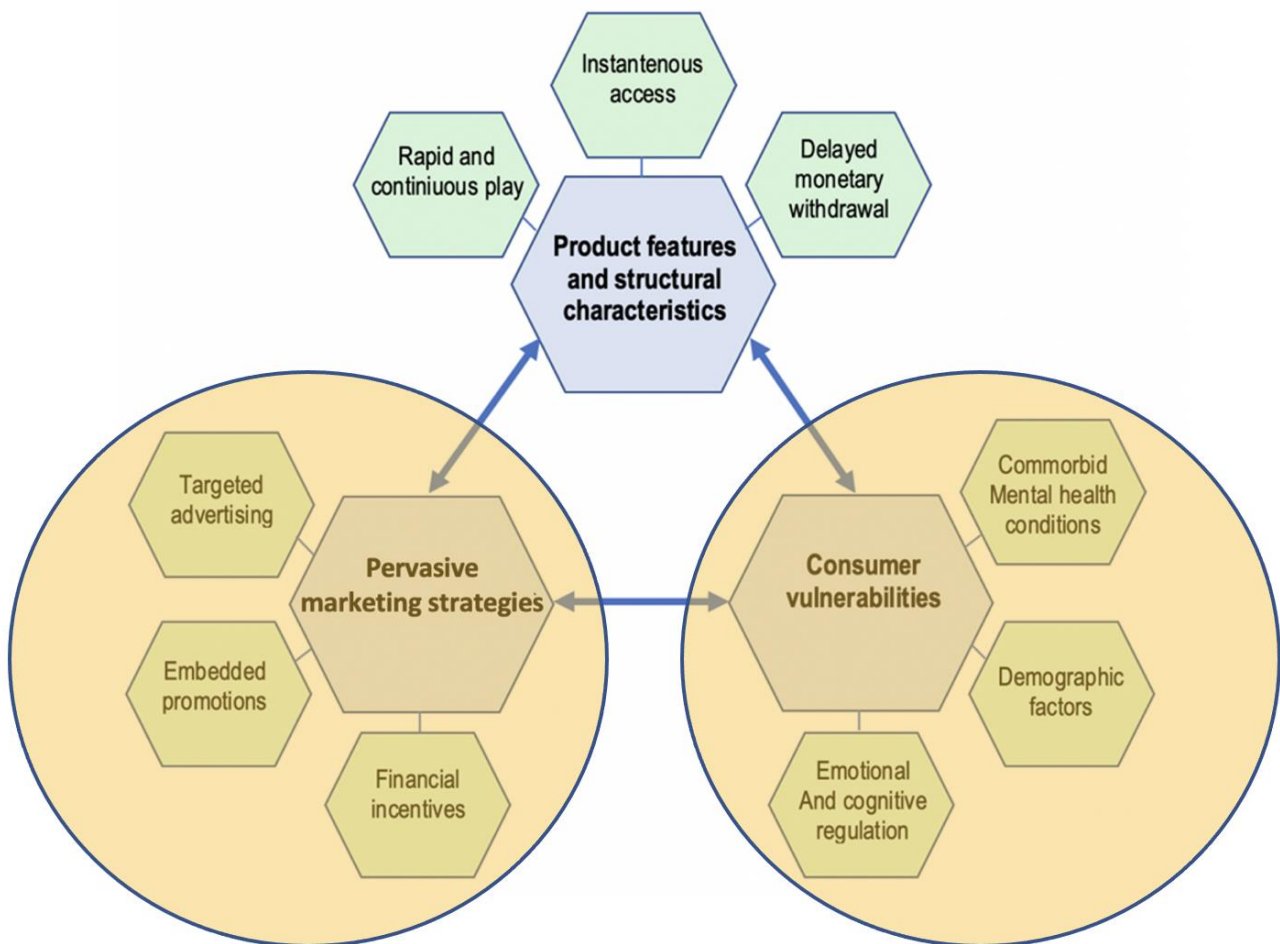 Instantenous
access
Rapid and
continiuous play
Delayed
monetary
withdrawal
Product features
and structural
characteristics
Targeted
advertising
Pervasive
marketing strategies
Embedded
promotions
Financial
incentives
Commorbid
Mental health
conditions
Consumer
vulnerabilities
Demographic
factors
Emotional
And cognitive
regulation